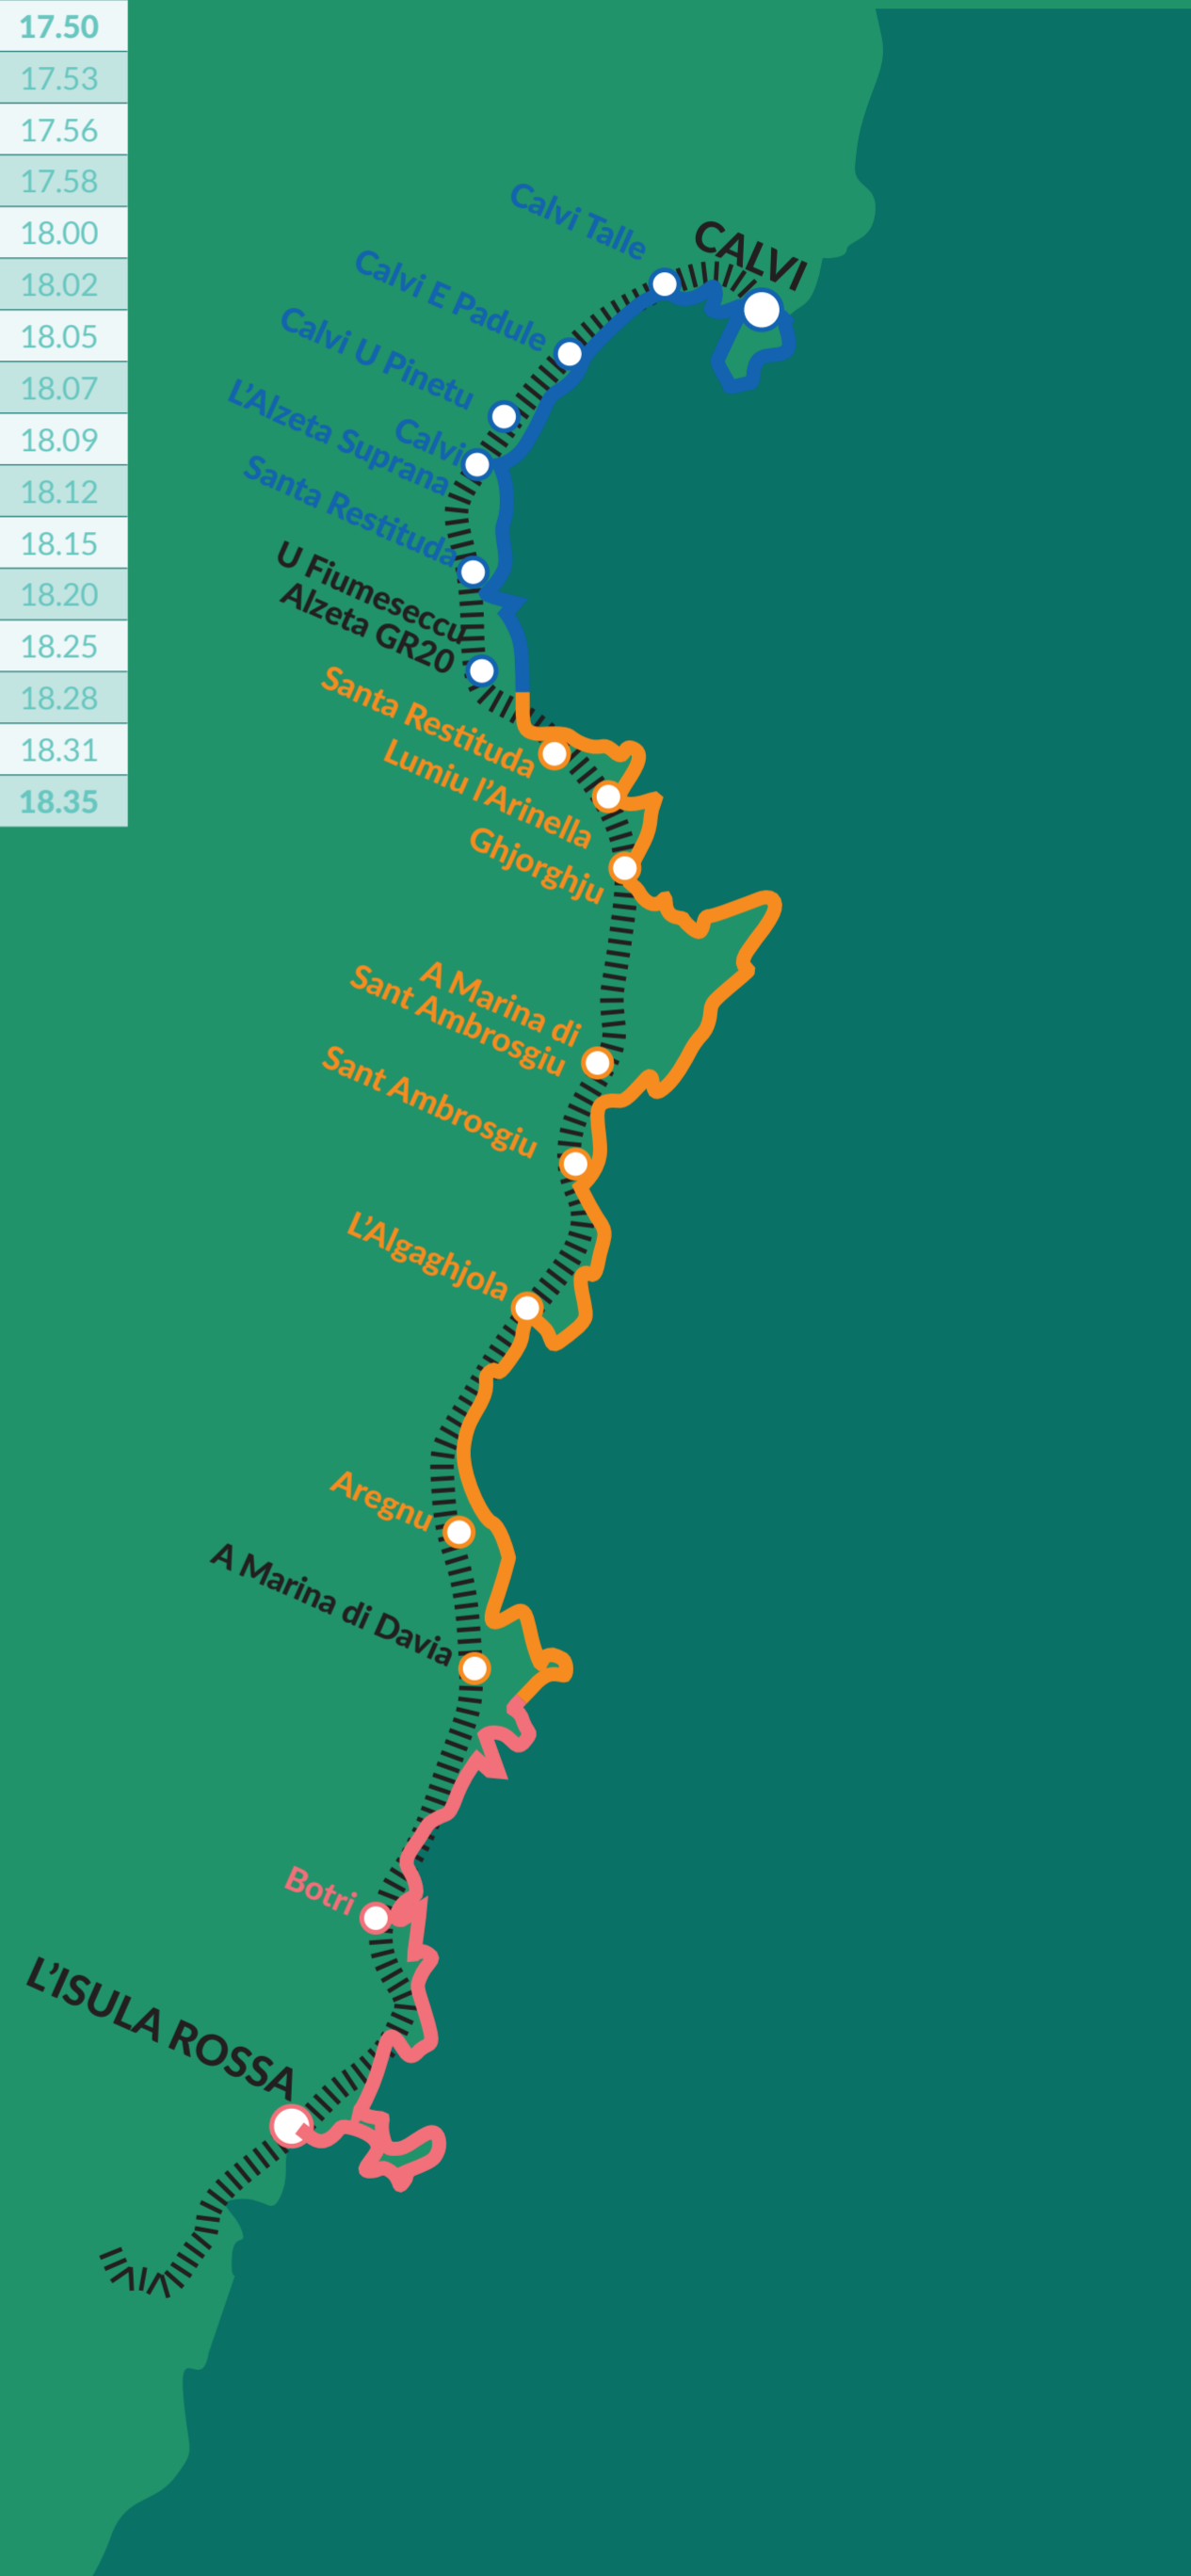 17.50
17.53
17.56
17.58
18.00
18.02
18.05
18.07
18.09
18.12
18.15
18.20
18.25
18.28
18.31
18.35
Calvi Talle
CALVI
Calvi E Padule
Calvi U Pinetu
Calvi
L'Alzeta Suprana
Santa Restituda
U Fiumeseccu
Alzeta GR20
Santa Restituda
Lumiu l'Arinella
Ghjorghju
A Marina di
Sant Ambrosgiu
Sant Ambrosgiu
L'Algaghjola
Aregnu
A Marina di Davia
Botri
L'ISULA ROSSA